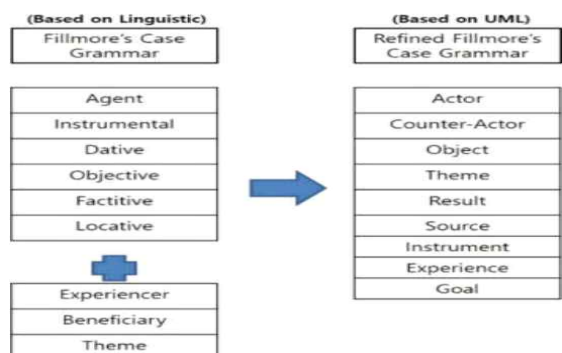 (Based on Linguistic)
Fillmore's Case
Grammar
Agent
Instrumental
Dative
Objective
Factitive
Locative
Experiencer
Beneficiary
Theme
(Based on UML)
Refined Fillmore's
Case Grammar
Actor
Counter-Actor
Object
Theme
Result
Source
Instrument
Experience
Goal